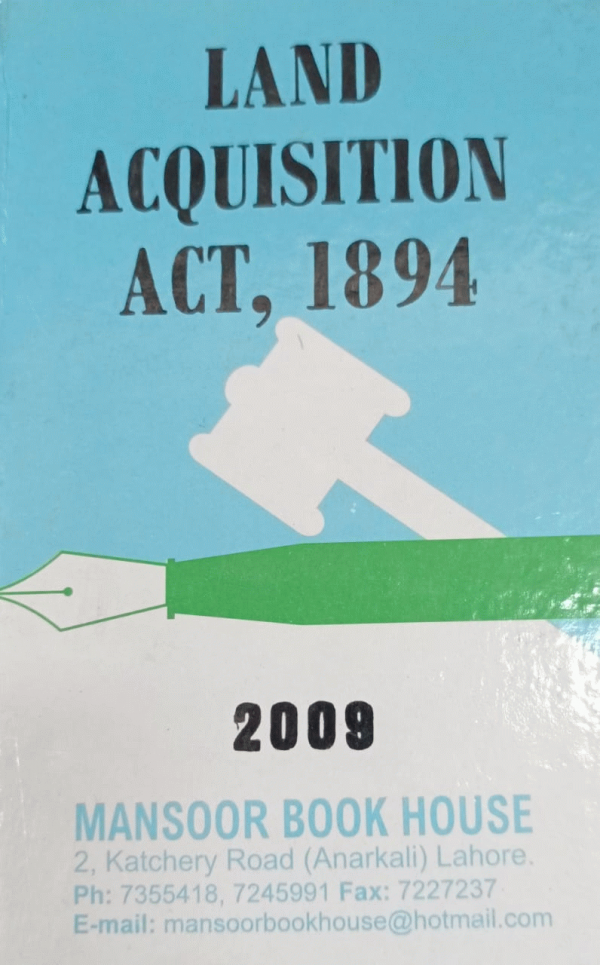 LAND
ACQUISITION
ACT, 1894
2009
MANSOOR BOOK HOUSE
2, Katchery Road (Anarkali) Lahore.
Ph: 7355418, 7245991 Fax: 7227237
E-mail: mansoorbookhouse@hotmail.com